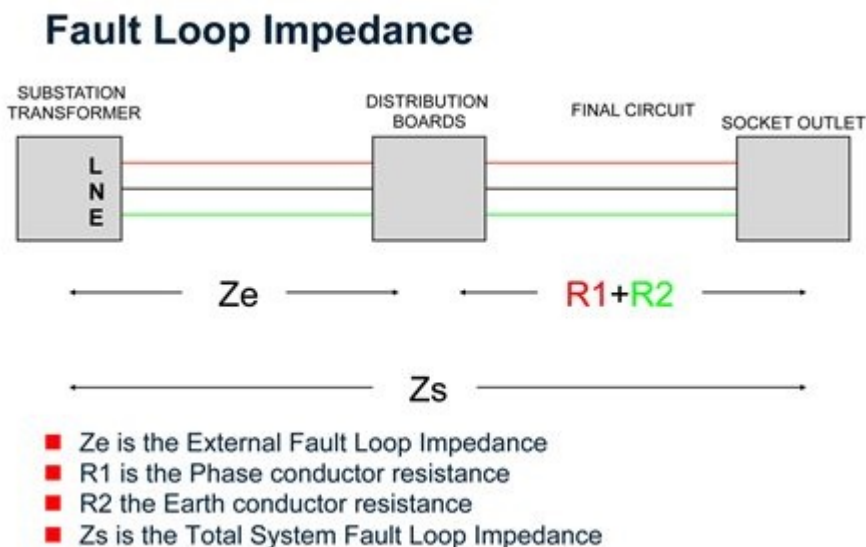 Fault Loop Impedance
SUBSTATION
TRANSFORMER
DISTRIBUTION
BOARDS
FINAL CIRCUIT
SOCKET OUTLET
L
N
E
Ze
R1+R2
Zs
Ze is the External Fault Loop Impedance
R1 is the Phase conductor resistance
R2 the Earth conductor resistance
Zs is the Total System Fault Loop Impedance